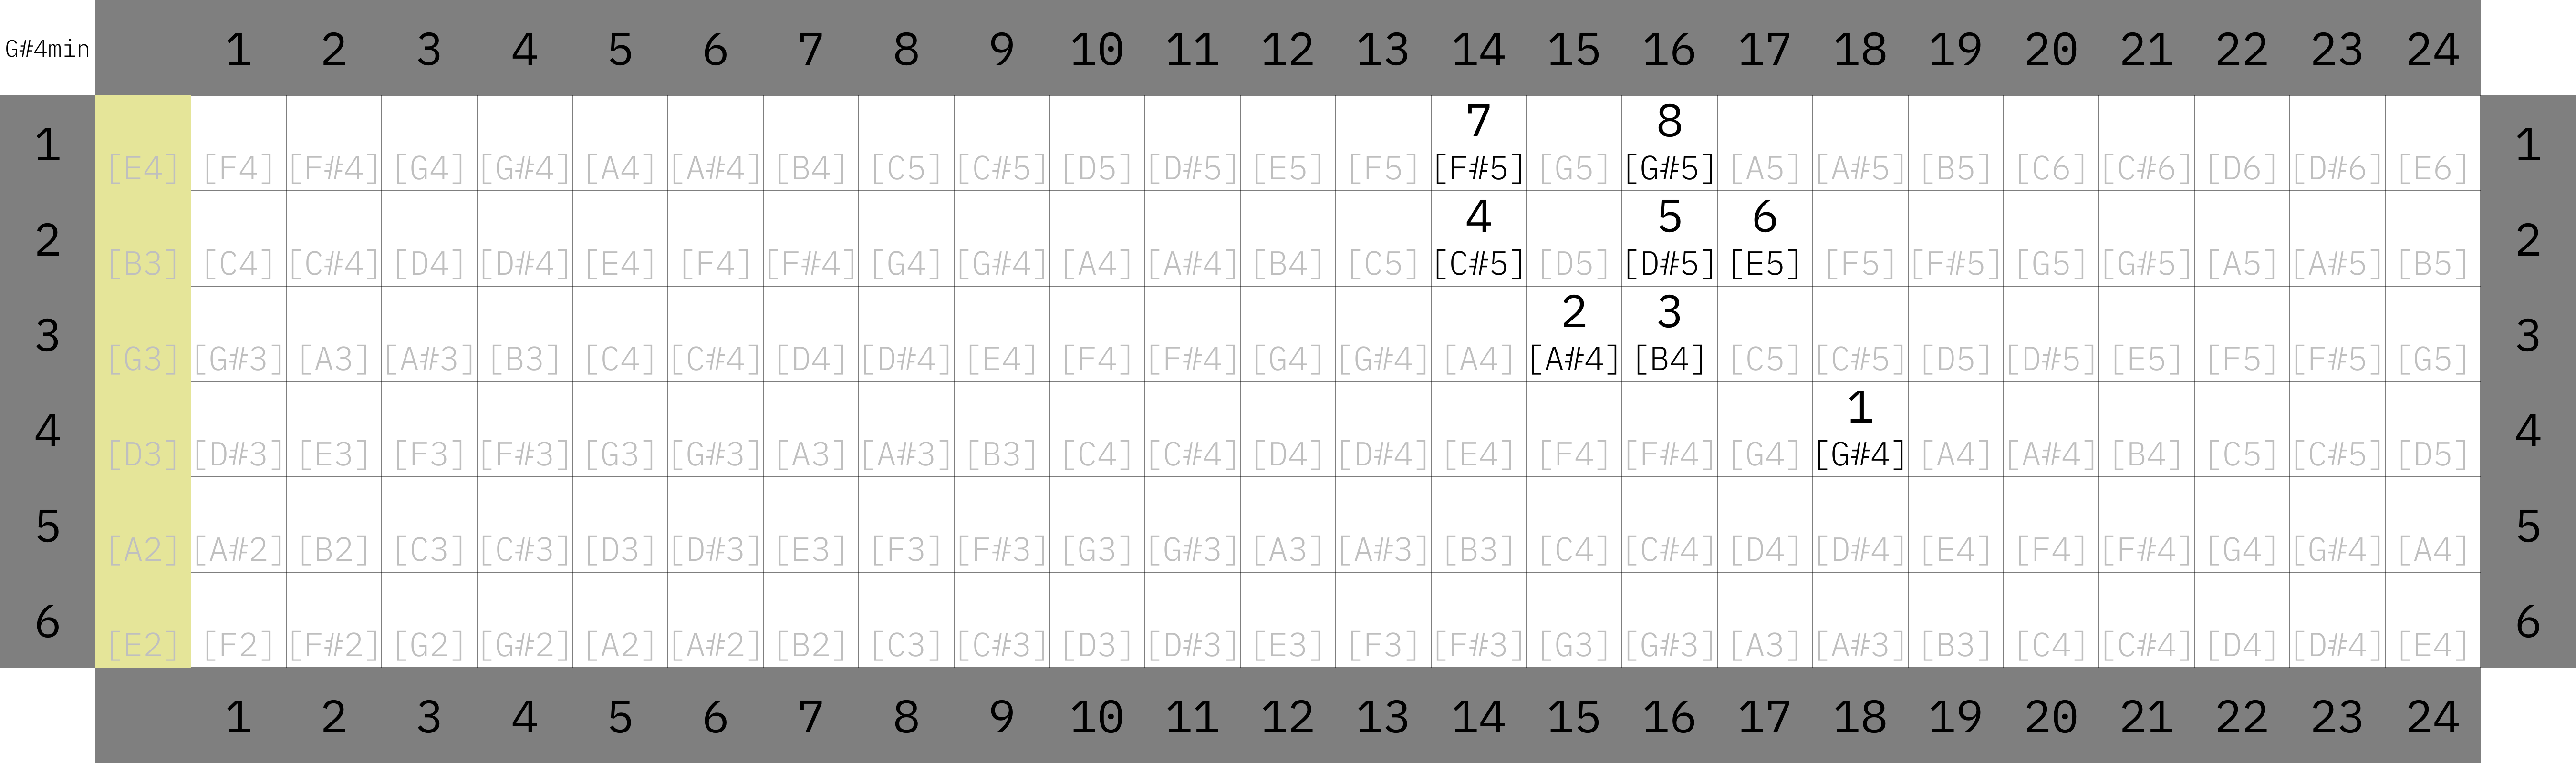 G#4min 1 2 3 4 5 6 7 8 9 10 11 12 13 14 15 16 17 18 19 20 21 22 23 24
7 8
1 [E4] [F4] [F#4] [G4] [G#4] [A4] [A#4] [B4] [C5] [C#5] [D5] [D#5] [E5] [F5] [F#5] [G5] [G#5] [A5] [A#5] [B5] [C6] [C#6] [D6] [D#6] [E6] 1
4 5 6
2 [B3] [C4] [C#4] [D4] [D#4] [E4] [F4] [F#4] [G4] [G#4] [A4] [A#4] [B4] [C5] [C#5] [D5] [D#5] [E5] [F5] [F#5] [G5] [G#5] [A5] [A#5] [B5] 2
2 3
3 [G3] [G#3] [A3] [A#3] [B3] [C4] [C#4] [D4] [D#4] [E4] [F4] [F#4] [G4] [G#4] [A4] [A#4] [B4] [C5] [C#5] [D5] [D#5] [E5] [F5] [F#5] [G5] 3
1
4 [D3] [D#3] [E3] [F3] [F#3] [G3] [G#3] [A3] [A#3] [B3] [C4] [C#4] [D4] [D#4] [E4] [F4] [F#4] [G4] [G#4] [A4] [A#4] [B4] [C5] [C#5] [D5] 4
5 [A2] [A#2] [B2] [C3] [C#3] [D3] [D#3] [E3] [F3] [F#3] [G3] [G#3] [A3] [A#3] [B3] [C4] [C#4] [D4] [D#4] [E4] [F4] [F#4] [G4] [G#4] [A4] 5
6 [E2] [F2] [F#2] [G2] [G#2] [A2] [A#2] [B2] [C3] [C#3] [D3] [D#3] [E3] [F3] [F#3] [G3] [G#3] [A3] [A#3] [B3] [C4] [C#4] [D4] [D#4] [E4] 6
1 2 3 4 5 6 7 8 9 10 11 12 13 14 15 16 17 18 19 20 21 22 23 24